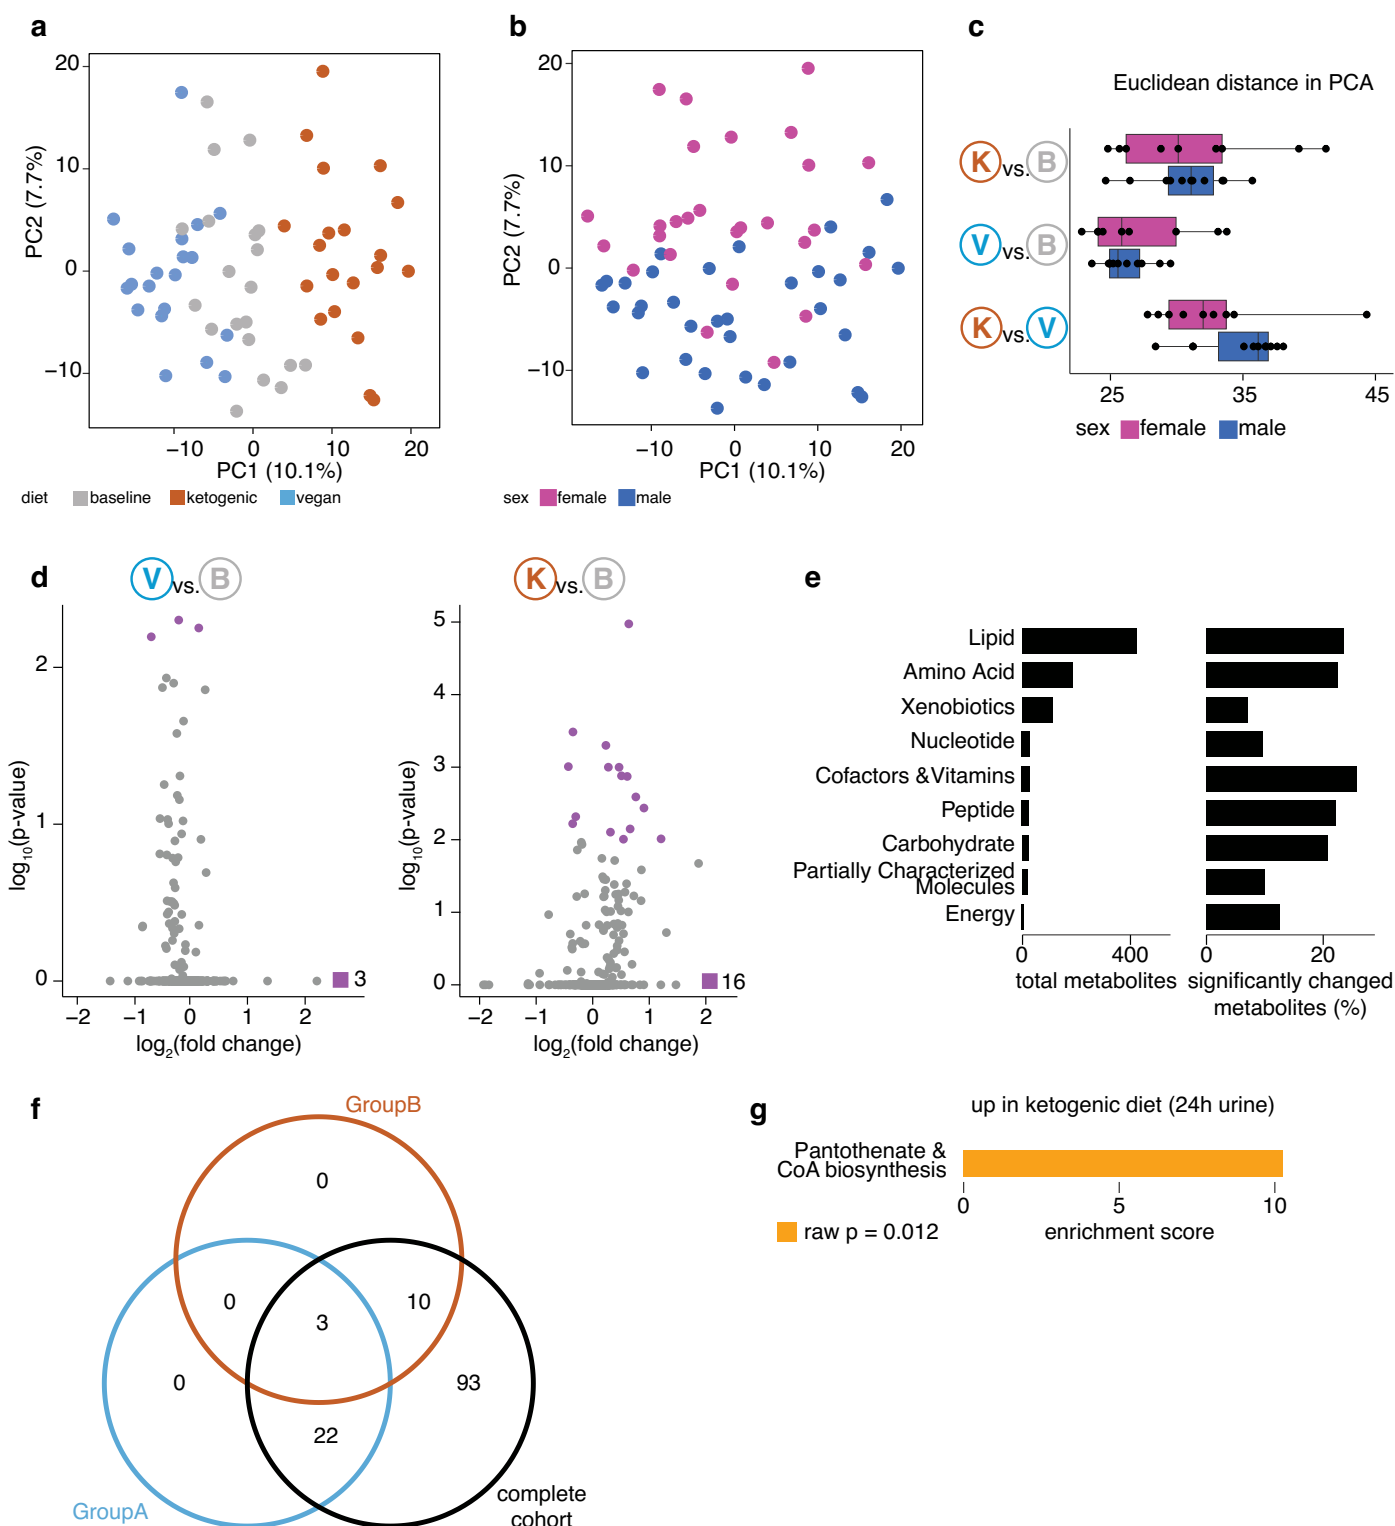 a
20
10
0
−10
PC2 (7.7%)
−10
0
10
20
PC1 (10.1%)
diet
baseline
ketogenic
vegan
b
20
10
0
−10
PC2 (7.7%)
−10
0
10
20
PC1 (10.1%)
sex
female
male
c
Euclidean distance in PCA
K vs. B
V vs. B
K vs. V
25
35
45
sex
female
male
d
V vs. B
2
1
0
log10(p-value)
3
−2
−1
0
1
2
log2(fold change)
K vs. B
5
4
3
2
1
0
log10(p-value)
16
−2
−1
0
1
2
log2(fold change)
e
Lipid
Amino Acid
Xenobiotics
Nucleotide
Cofactors &Vitamins
Peptide
Carbohydrate
Partially Characterized
Molecules
Energy
0
400
total metabolites
0
20
significantly changed
metabolites (%)
f
GroupB
0
0
3
10
0
93
22
GroupA
complete
cohort
g
up in ketogenic diet (24h urine)
Pantothenate &
CoA biosynthesis
0
5
10
raw p = 0.012
enrichment score